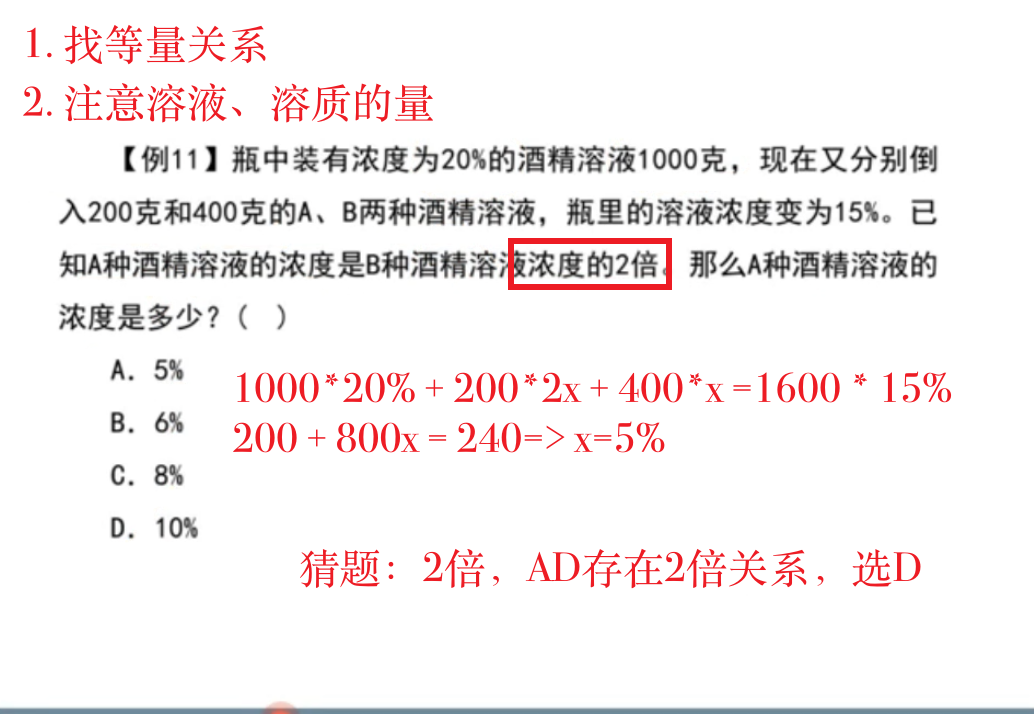 1. 找等量关系
2. 注意溶液、溶质的量
【例11】瓶中装有浓度为20%的酒精溶液1000克，现在又分别倒
入200克和400克的A、B两种酒精溶液，瓶里的溶液浓度变为15%。已
知A种酒精溶液的浓度是B种酒精溶液浓度的2倍。那么A种酒精溶液的
浓度是多少？（ ）
A. 5%
1000*20% + 200*2x + 400*x =1600 * 15%
B. 6%
200 + 800x = 240=> x=5%
C. 8%
D. 10%
猜题：2倍，AD存在2倍关系，选D